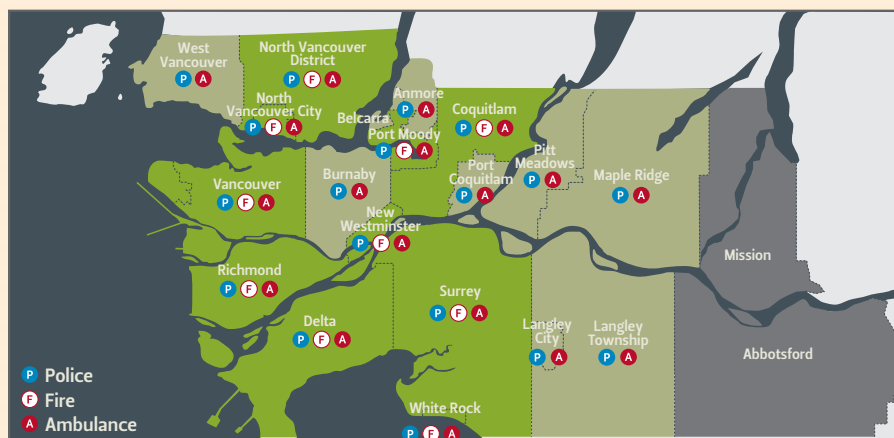 West
Vancouver
P A
North Vancouver
District
P F A
North
Vancouver City
P F A
Belcarra
Anmore
P A
Port Moody
P F A
Coquitlam
P F A
Vancouver
P F A
Burnaby
P A
Port
Coquitlam
P A
Pitt
Meadows
P A
Maple Ridge
P A
New
Westminster
P F A
Mission
Richmond
P F A
Surrey
P F A
Delta
P F A
Langley
City
P A
Langley
Township
P A
Abbotsford
White Rock
P F A
P Police
F Fire
A Ambulance